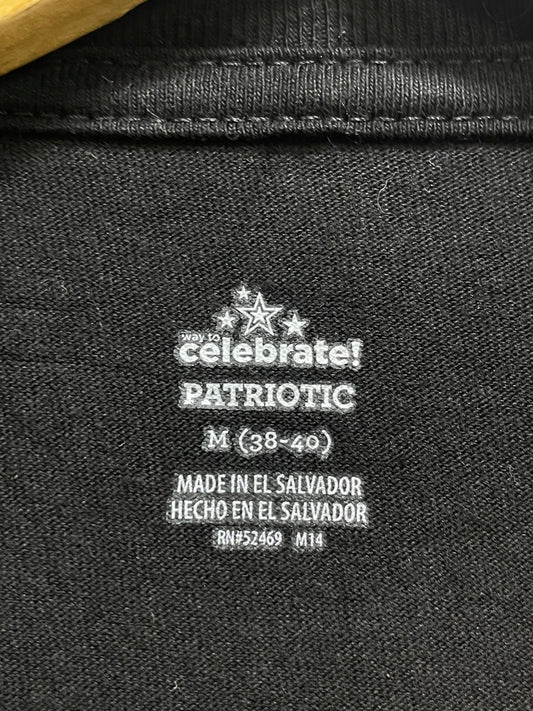 way to
celebrate!
PATRIOTIC
M (38-40)
MADE IN EL SALVADOR
HECHO EN EL SALVADOR
RN#52469 M14